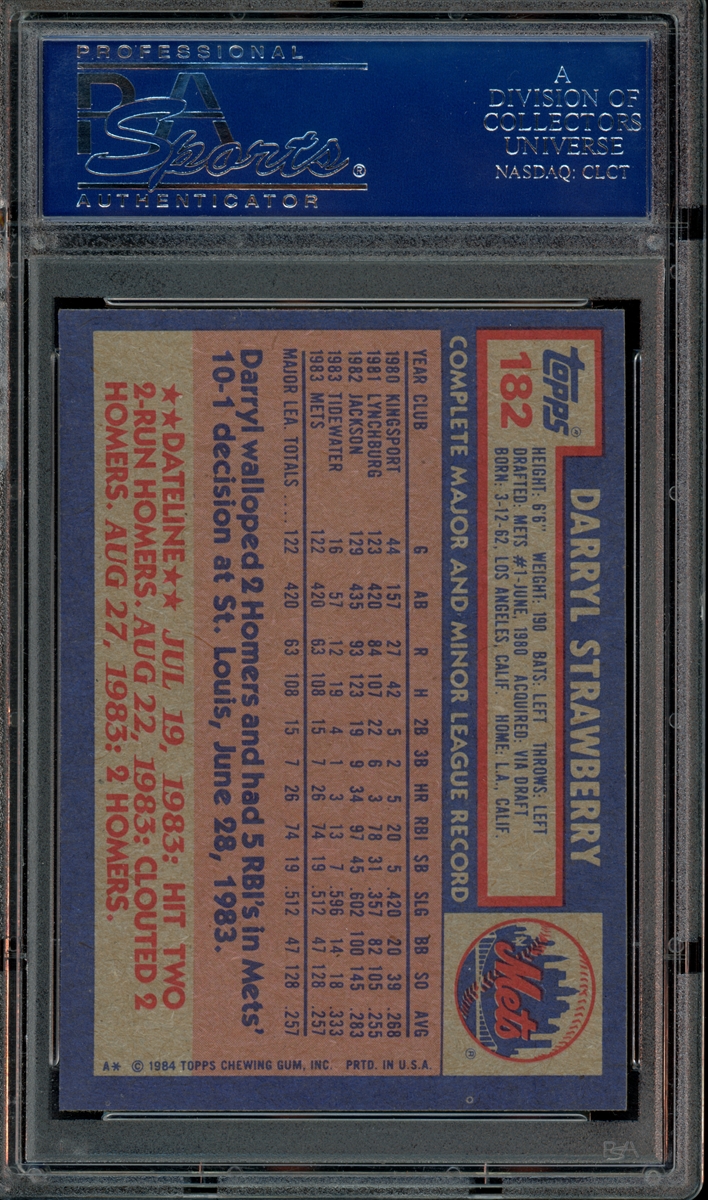 PROFESSIONAL
PSA
Sports®
AUTHENTICATOR
A
DIVISION OF
COLLECTORS
UNIVERSE
NASDAQ: CLCT
topps®
182
DARRYL STRAWBERRY
HEIGHT: 6'6" WEIGHT: 190 BATS: LEFT THROWS: LEFT
DRAFTED: METS #1-JUNE, 1980 ACQUIRED: VIA DRAFT
BORN: 3-12-62, LOS ANGELES, CALIF. HOME: L.A., CALIF.
Mets®
NY
COMPLETE MAJOR AND MINOR LEAGUE RECORD
YEAR CLUB G AB R H 2B 3B HR RBI SB SLG BB SO AVG
1980 KINGSPORT 44 157 27 42 5 2 5 20 5 .420 20 39 .268
1981 LYNCHBURG 123 420 84 107 22 6 3 78 31 .357 82 105 .255
1982 JACKSON 129 435 93 123 19 9 34 97 45 .602 100 145 .283
1983 TIDEWATER 16 57 12 19 4 1 3 13 7 .596 14 18 .333
1983 METS 122 420 63 108 15 7 26 74 19 .512 47 128 .257
MAJOR LEA. TOTALS .... 122 420 63 108 15 7 26 74 19 .512 47 128 .257
Darryl walloped 2 Homers and had 5 RBI's in Mets'
10-1 decision at St. Louis, June 28, 1983.
★★DATELINE★★ JUL 19, 1983: HIT TWO
2-RUN HOMERS. AUG 22, 1983: CLOUTED 2
HOMERS. AUG 27, 1983: 2 HOMERS.
A* © 1984 TOPPS CHEWING GUM, INC. PRTD. IN U.S.A.
PSA